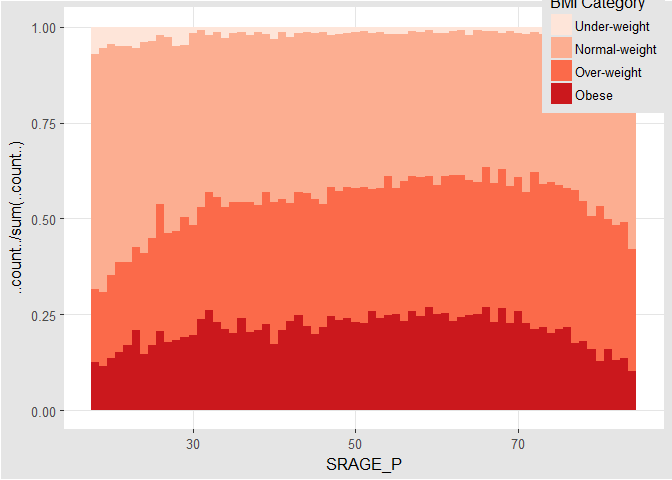 BMI Category
Under-weight
Normal-weight
Over-weight
Obese
1.00
0.75
0.50
0.25
0.00
..count../sum(..count..)
30
50
70
SRAGE_P